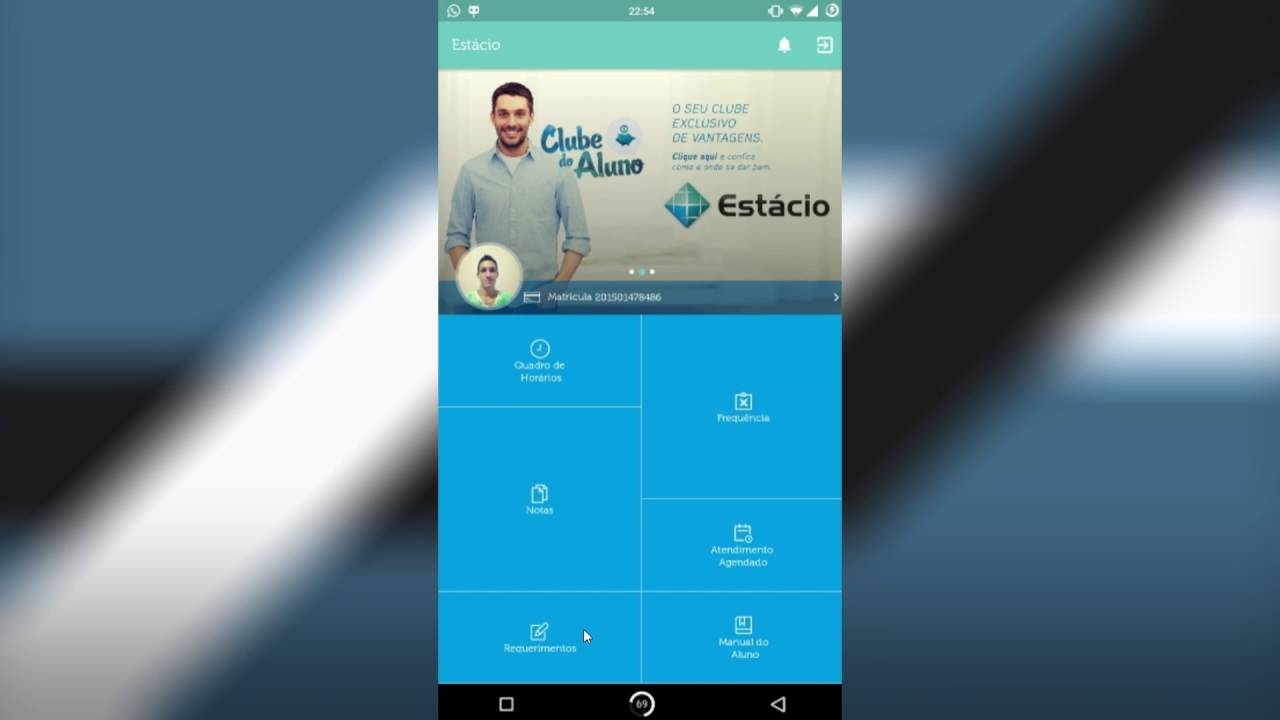 22:54
Estácio
Clube
do Aluno
O SEU CLUBE
EXCLUSIVO
DE VANTAGENS.
Clique aqui e confira
como e onde se dar bem.
Estácio
Matrícula 201501478486
Quadro de
Horários
Frequência
Notas
Atendimento
Agendado
Requerimentos
Manual do
Aluno
69